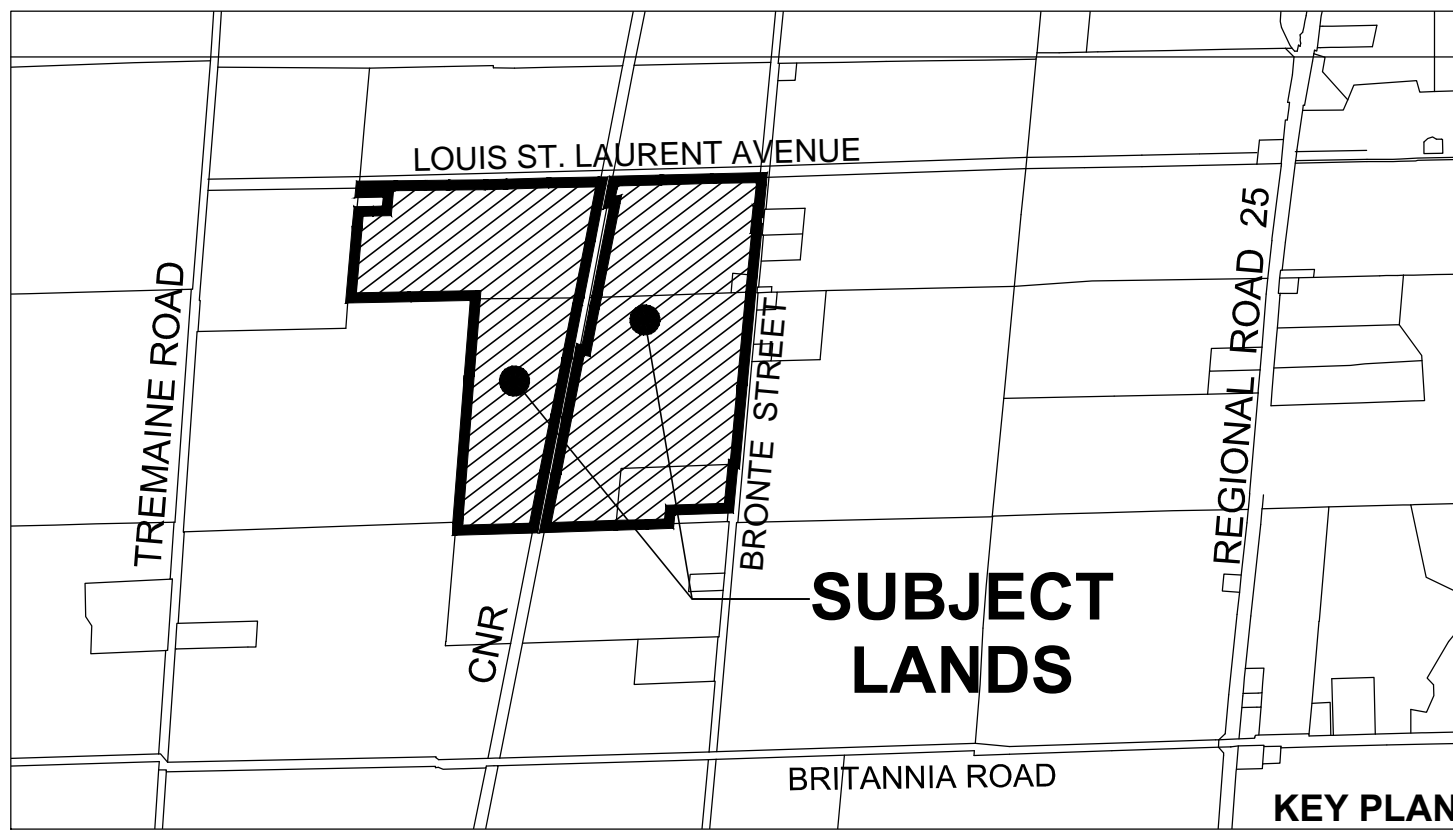 LOUIS ST. LAURENT AVENUE
TREMAINE ROAD
BRONTE STREET
REGIONAL ROAD 25
CNR
SUBJECT
LANDS
BRITANNIA ROAD
KEY PLAN